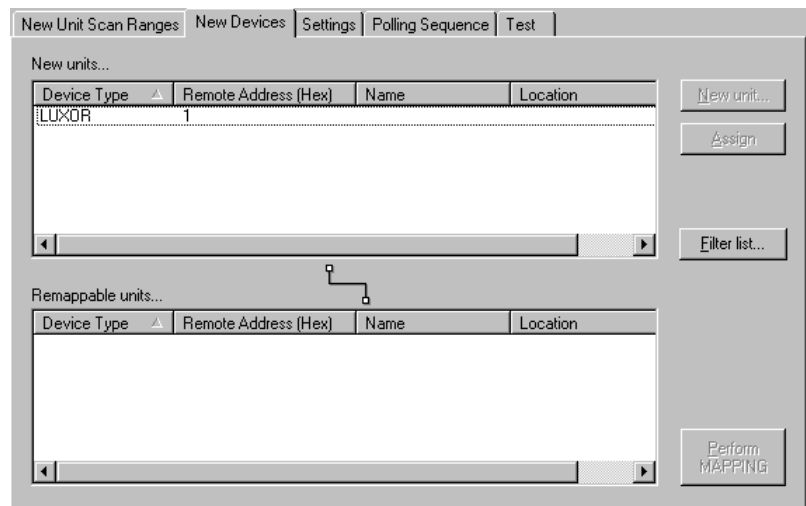 New Unit Scan Ranges New Devices Settings Polling Sequence Test
New units...
Device Type Remote Address (Hex) Name Location
LUXOR 1
New unit...
Assign
Filter list...
Remappable units...
Device Type Remote Address (Hex) Name Location
Perform
MAPPING